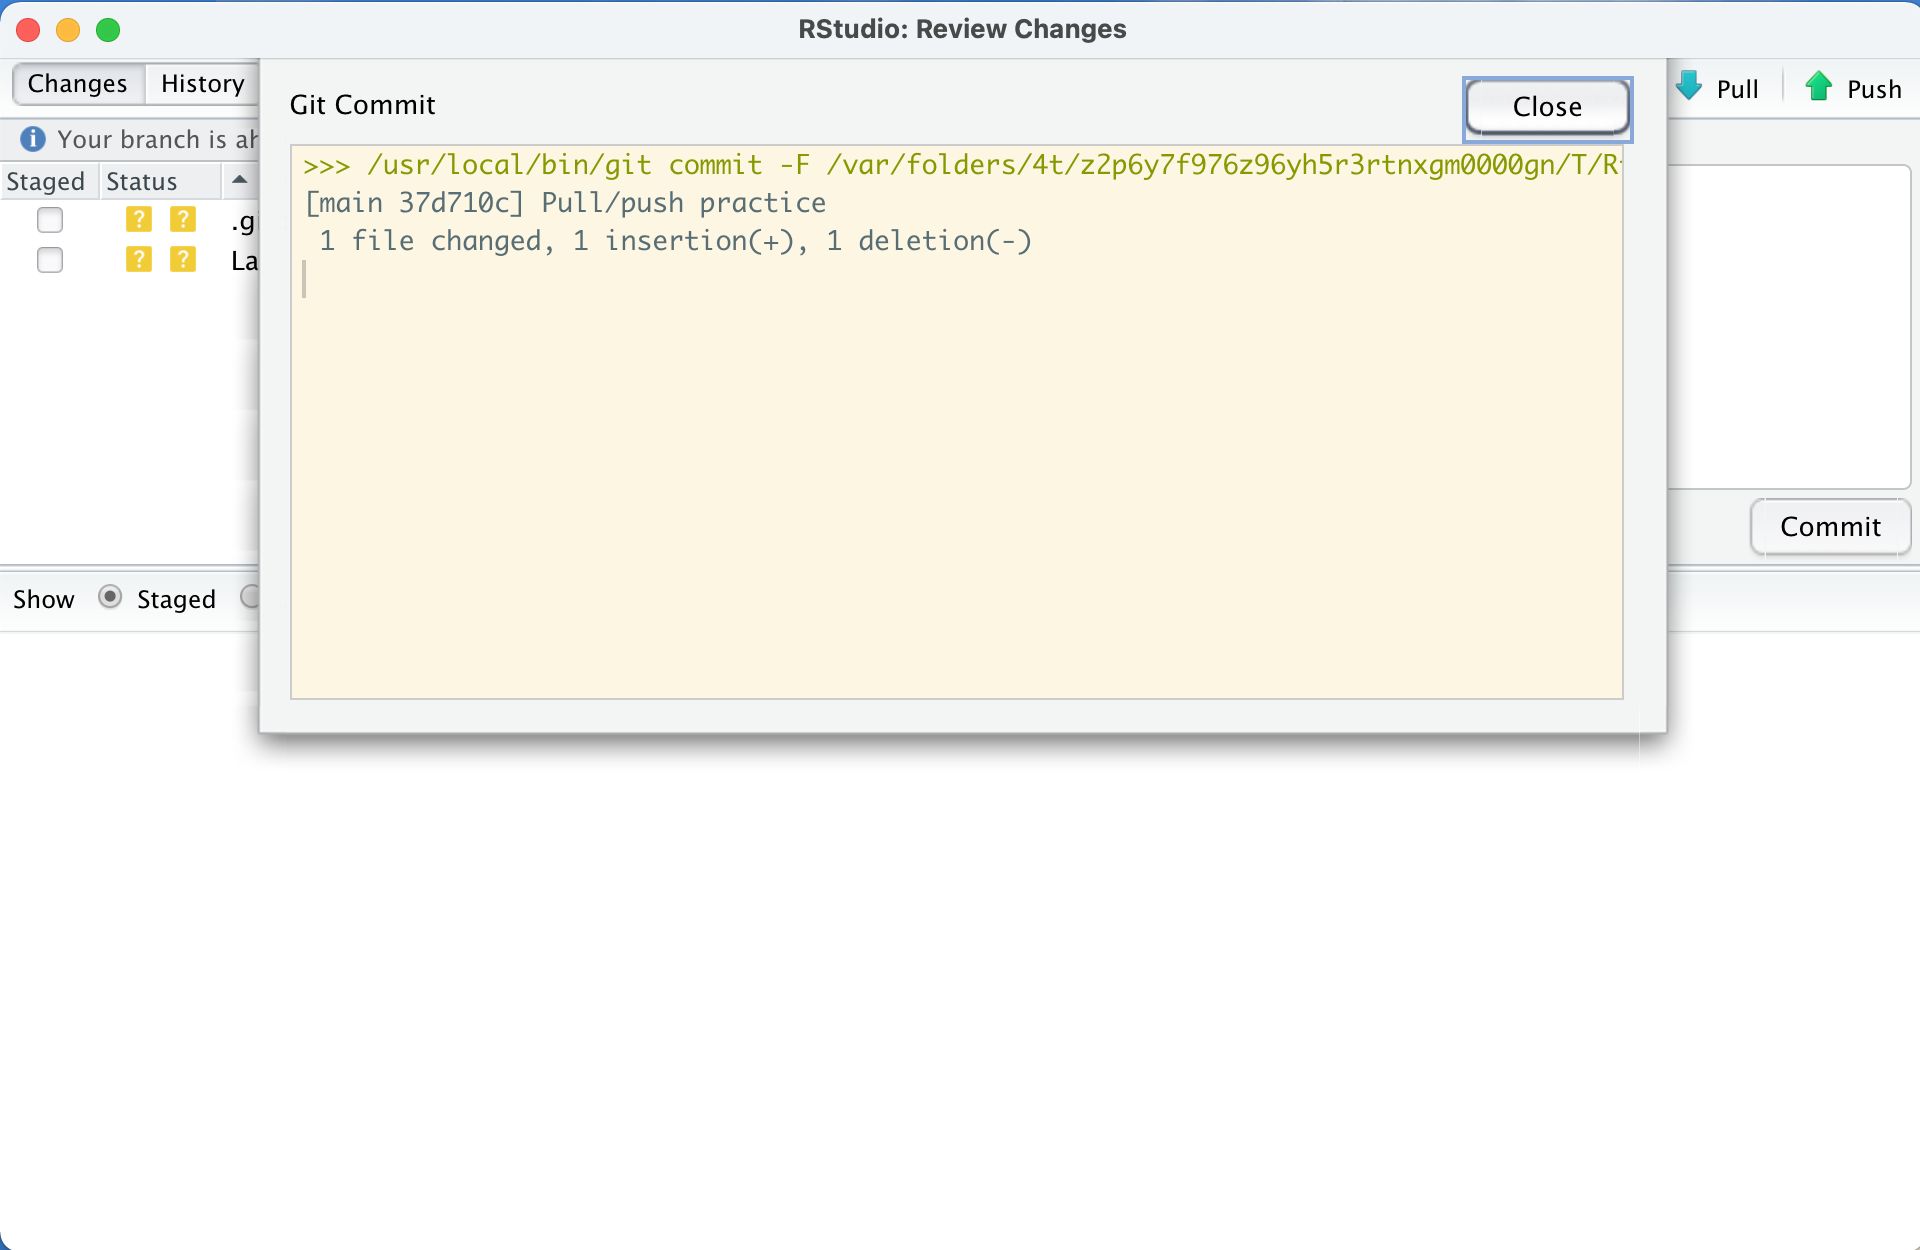 RStudio: Review Changes
Changes History Pull Push
Git Commit Close
Your branch is
>>> /usr/local/bin/git commit -F /var/folders/4t/z2p6y7f976z96yh5r3rtnxgm0000gn/T/R
Staged Status
[main 37d710c] Pull/push practice
.gi
1 file changed, 1 insertion(+), 1 deletion(-)
La
Commit
Show Staged